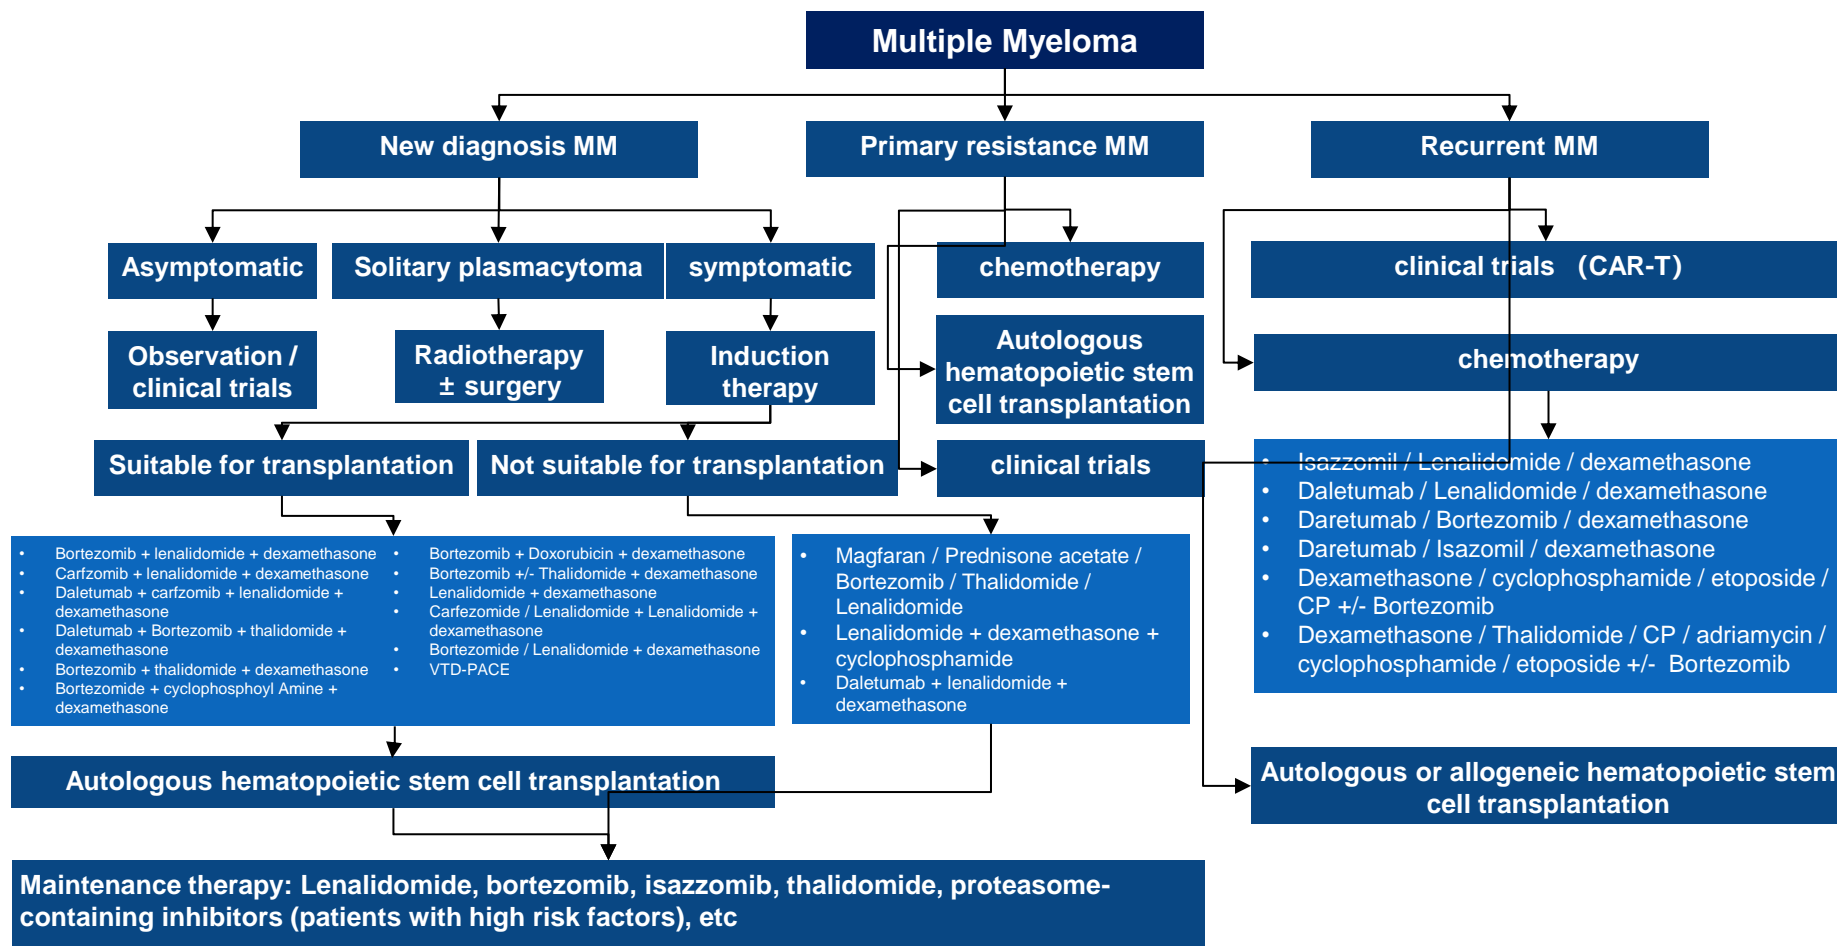 Multiple Myeloma
New diagnosis MM
Primary resistance MM
Recurrent MM
Asymptomatic
Solitary plasmacytoma
symptomatic
chemotherapy
clinical trials （CAR-T）
Observation /
clinical trials
Radiotherapy
± surgery
Induction
therapy
Autologous
hematopoietic stem
cell transplantation
chemotherapy
Suitable for transplantation
Not suitable for transplantation
clinical trials
• Bortezomib + lenalidomide + dexamethasone
• Carfzomib + lenalidomide + dexamethasone
• Daletumab + carfzomib + lenalidomide +
dexamethasone
• Daletumab + Bortezomib + thalidomide +
dexamethasone
• Bortezomib + thalidomide + dexamethasone
• Bortezomide + cyclophosphoyl Amine +
dexamethasone
• Bortezomib + Doxorubicin + dexamethasone
• Bortezomib +/- Thalidomide + dexamethasone
• Lenalidomide + dexamethasone
• Carfezomide / Lenalidomide + Lenalidomide +
dexamethasone
• Bortezomide / Lenalidomide + dexamethasone
• VTD-PACE
• Magfaran / Prednisone acetate /
Bortezomib / Thalidomide /
Lenalidomide
• Lenalidomide + dexamethasone +
cyclophosphamide
• Daletumab + lenalidomide +
dexamethasone
• Isazzomil / Lenalidomide / dexamethasone
• Daletumab / Lenalidomide / dexamethasone
• Daretumab / Bortezomib / dexamethasone
• Daretumab / Isazomil / dexamethasone
• Dexamethasone / cyclophosphamide / etoposide /
CP +/- Bortezomib
• Dexamethasone / Thalidomide / CP / adriamycin /
cyclophosphamide / etoposide +/- Bortezomib
Autologous hematopoietic stem cell transplantation
Autologous or allogeneic hematopoietic stem
cell transplantation
Maintenance therapy: Lenalidomide, bortezomib, isazzomib, thalidomide, proteasome-
containing inhibitors (patients with high risk factors), etc